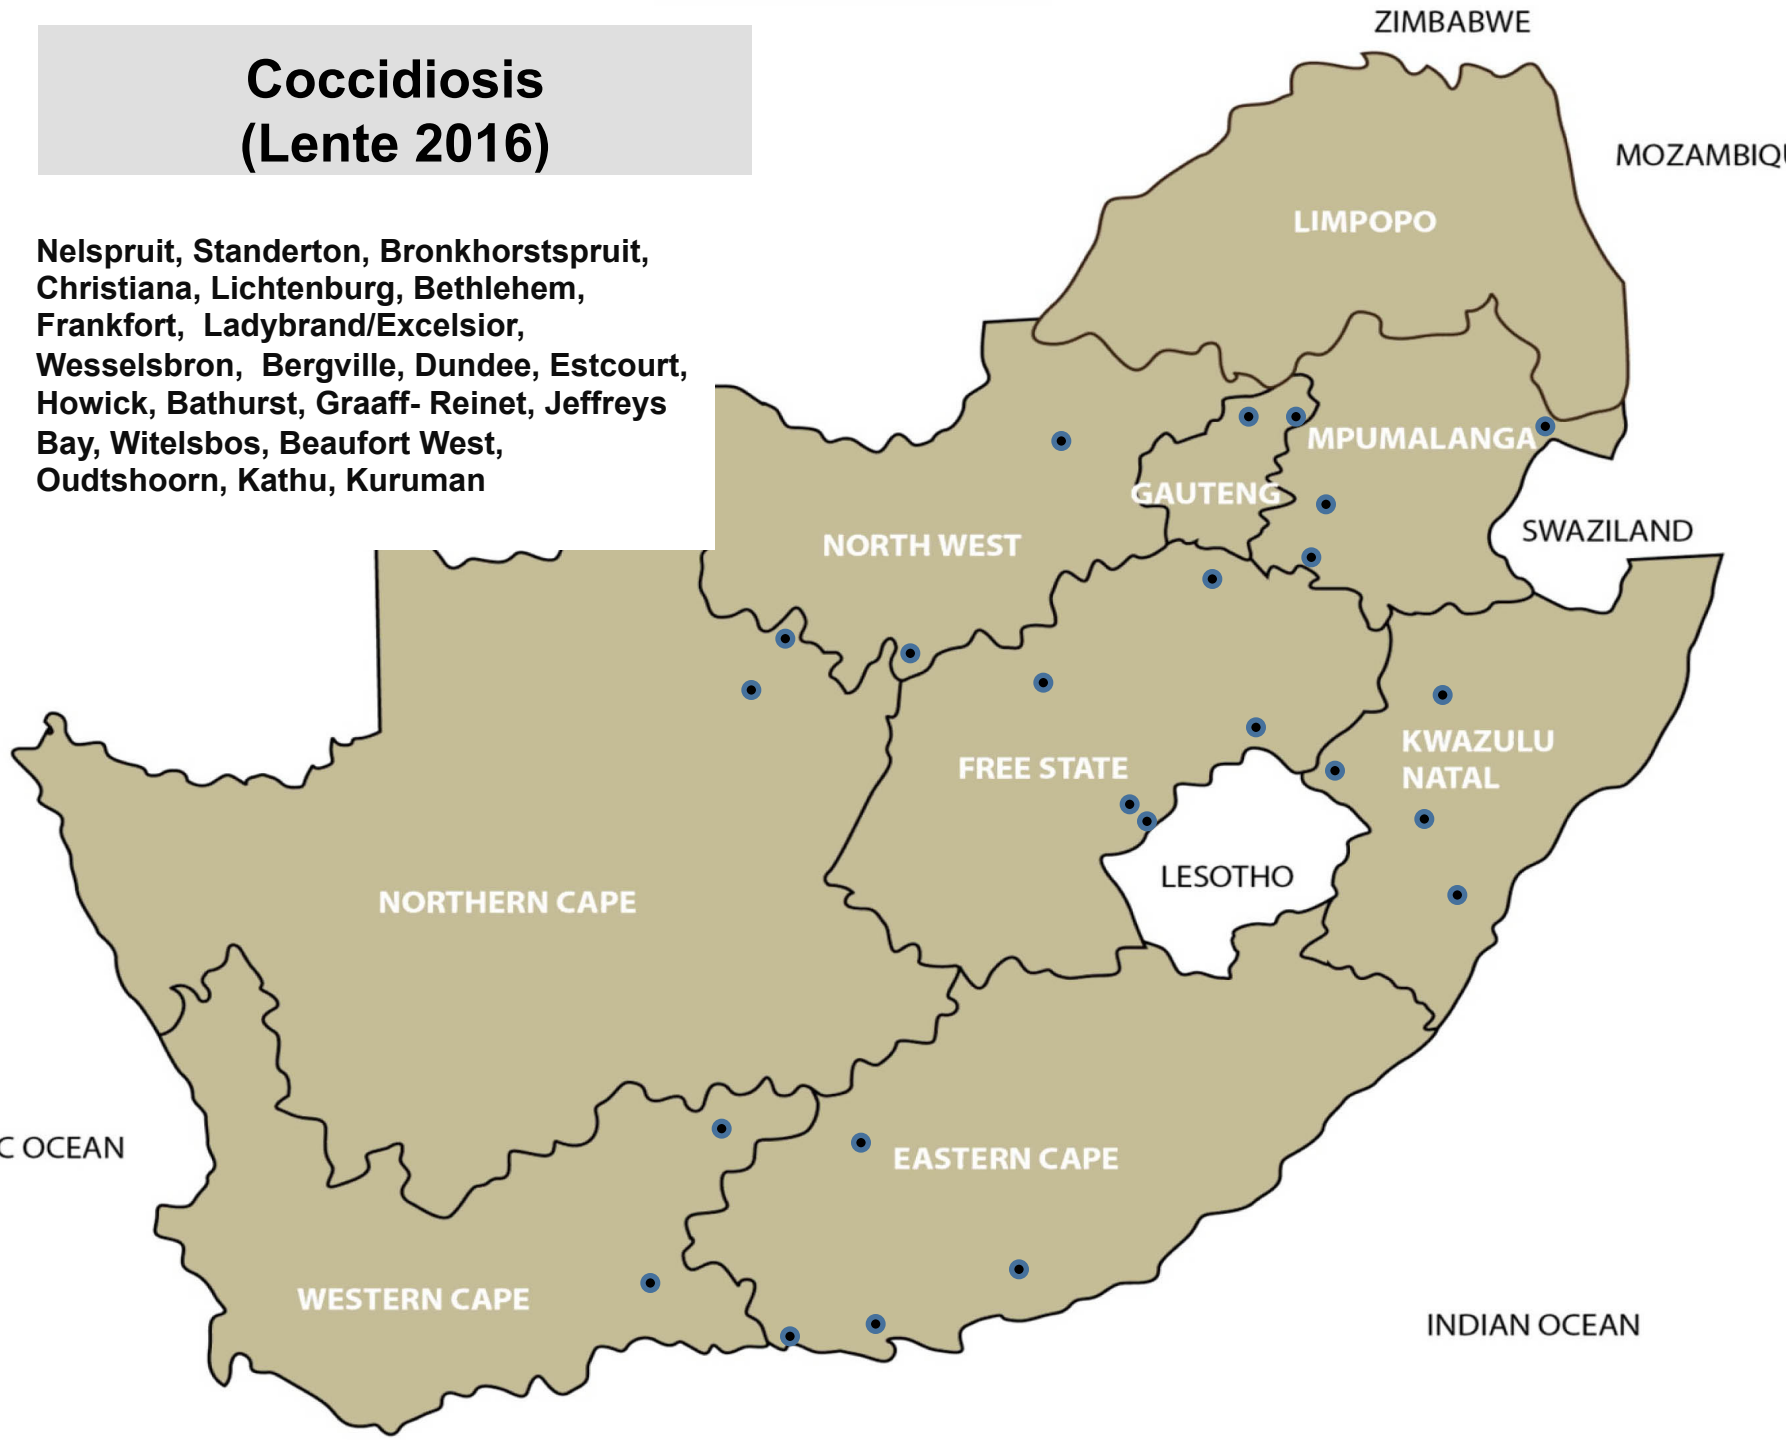 Coccidiosis
(Lente 2016)
Nelspruit, Standerton, Bronkhorstspruit,
Christiana, Lichtenburg, Bethlehem,
Frankfort,  Ladybrand/Excelsior,
Wesselsbron,  Bergville, Dundee, Estcourt,
Howick, Bathurst, Graaff- Reinet, Jeffreys
Bay, Witelsbos, Beaufort West,
Oudtshoorn, Kathu, Kuruman
ZIMBABWE
MOZAMBIQU
LIMPOPO
MPUMALANGA
GAUTENG
SWAZILAND
NORTH WEST
KWAZULU
NATAL
FREE STATE
LESOTHO
NORTHERN CAPE
C OCEAN
EASTERN CAPE
WESTERN CAPE
INDIAN OCEAN